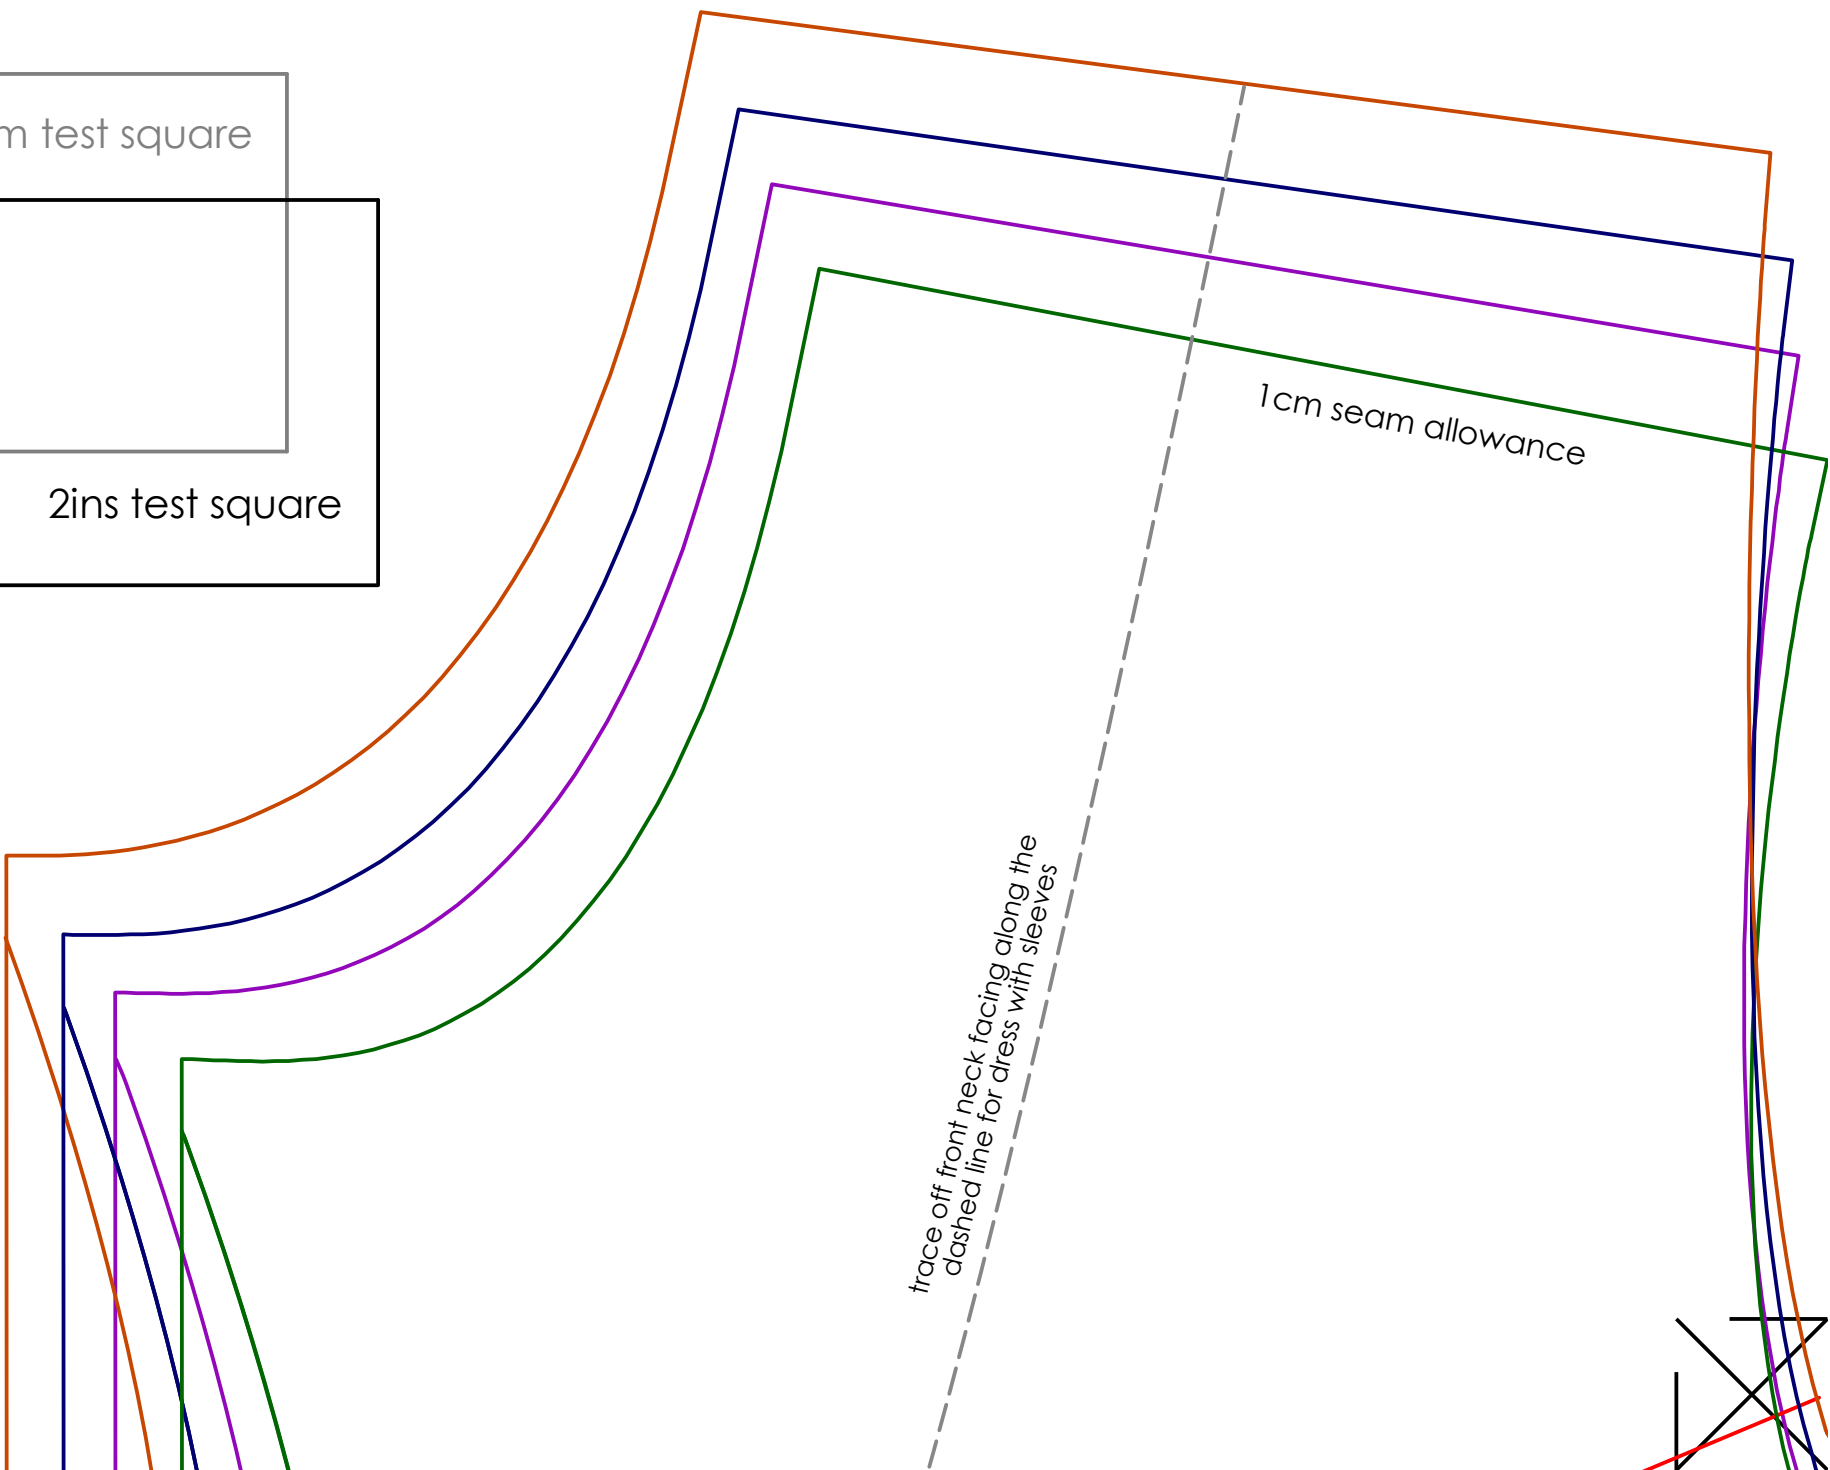 m test square
2ins test square
1cm seam allowance
trace off front neck facing along the
dashed line for dress with sleeves